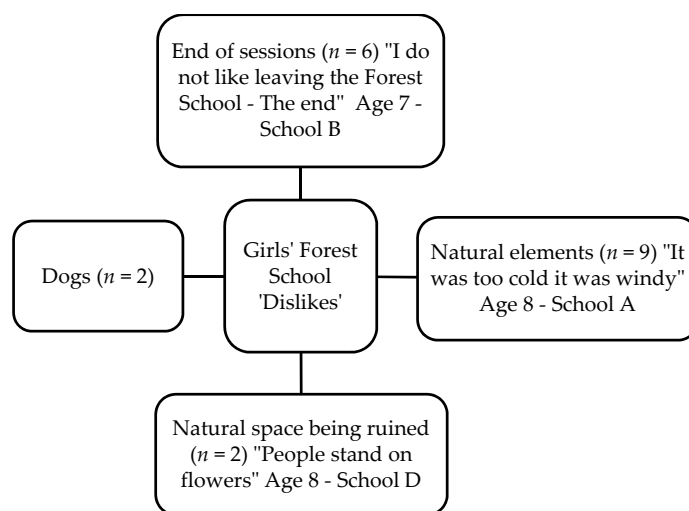 End of sessions (n = 6) "I do
not like leaving the Forest
School - The end"  Age 7 -
School B
Dogs (n = 2)
Girls' Forest
School
'Dislikes'
Natural elements (n = 9) "It
was too cold it was windy"
Age 8 - School A
Natural space being ruined
(n = 2) "People stand on
flowers" Age 8 - School D